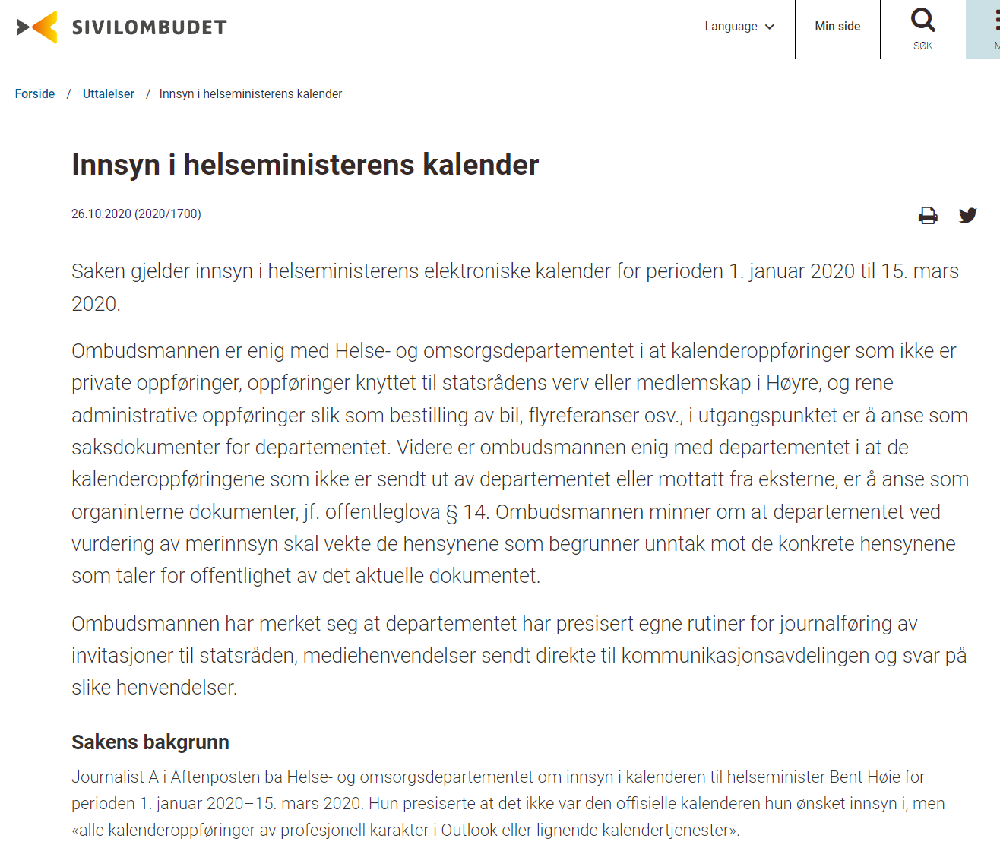 SIVILOMBUDET
Language
Min side
SØK
Forside / Uttalelser / Innsyn i helseministerens kalender
Innsyn i helseministerens kalender
26.10.2020 (2020/1700)
Saken gjelder innsyn i helseministerens elektroniske kalender for perioden 1. januar 2020 til 15. mars
2020.
Ombudsmannen er enig med Helse- og omsorgsdepartementet i at kalenderoppføringer som ikke er
private oppføringer, oppføringer knyttet til statsrådens verv eller medlemskap i Høyre, og rene
administrative oppføringer slik som bestilling av bil, flyreferanser osv., i utgangspunktet er å anse som
saksdokumenter for departementet. Videre er ombudsmannen enig med departementet i at de
kalenderoppføringene som ikke er sendt ut av departementet eller mottatt fra eksterne, er å anse som
organinterne dokumenter, jf. offentleglova § 14. Ombudsmannen minner om at departementet ved
vurdering av merinnsyn skal vekte de hensynene som begrunner unntak mot de konkrete hensynene
som taler for offentlighet av det aktuelle dokumentet.
Ombudsmannen har merket seg at departementet har presisert egne rutiner for journalføring av
invitasjoner til statsråden, mediehenvendelser sendt direkte til kommunikasjonsavdelingen og svar på
slike henvendelser.
Sakens bakgrunn
Journalist A i Aftenposten ba Helse- og omsorgsdepartementet om innsyn i kalenderen til helseminister Bent Høie for
perioden 1. januar 2020–15. mars 2020. Hun presiserte at det ikke var den offisielle kalenderen hun ønsket innsyn i, men
«alle kalenderoppføringer av profesjonell karakter i Outlook eller lignende kalendertjenester».